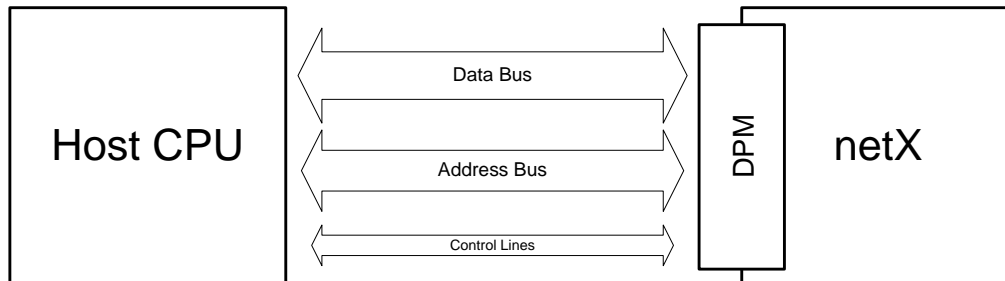 Data Bus
Host CPU
Address Bus
DPM
netX
Control Lines